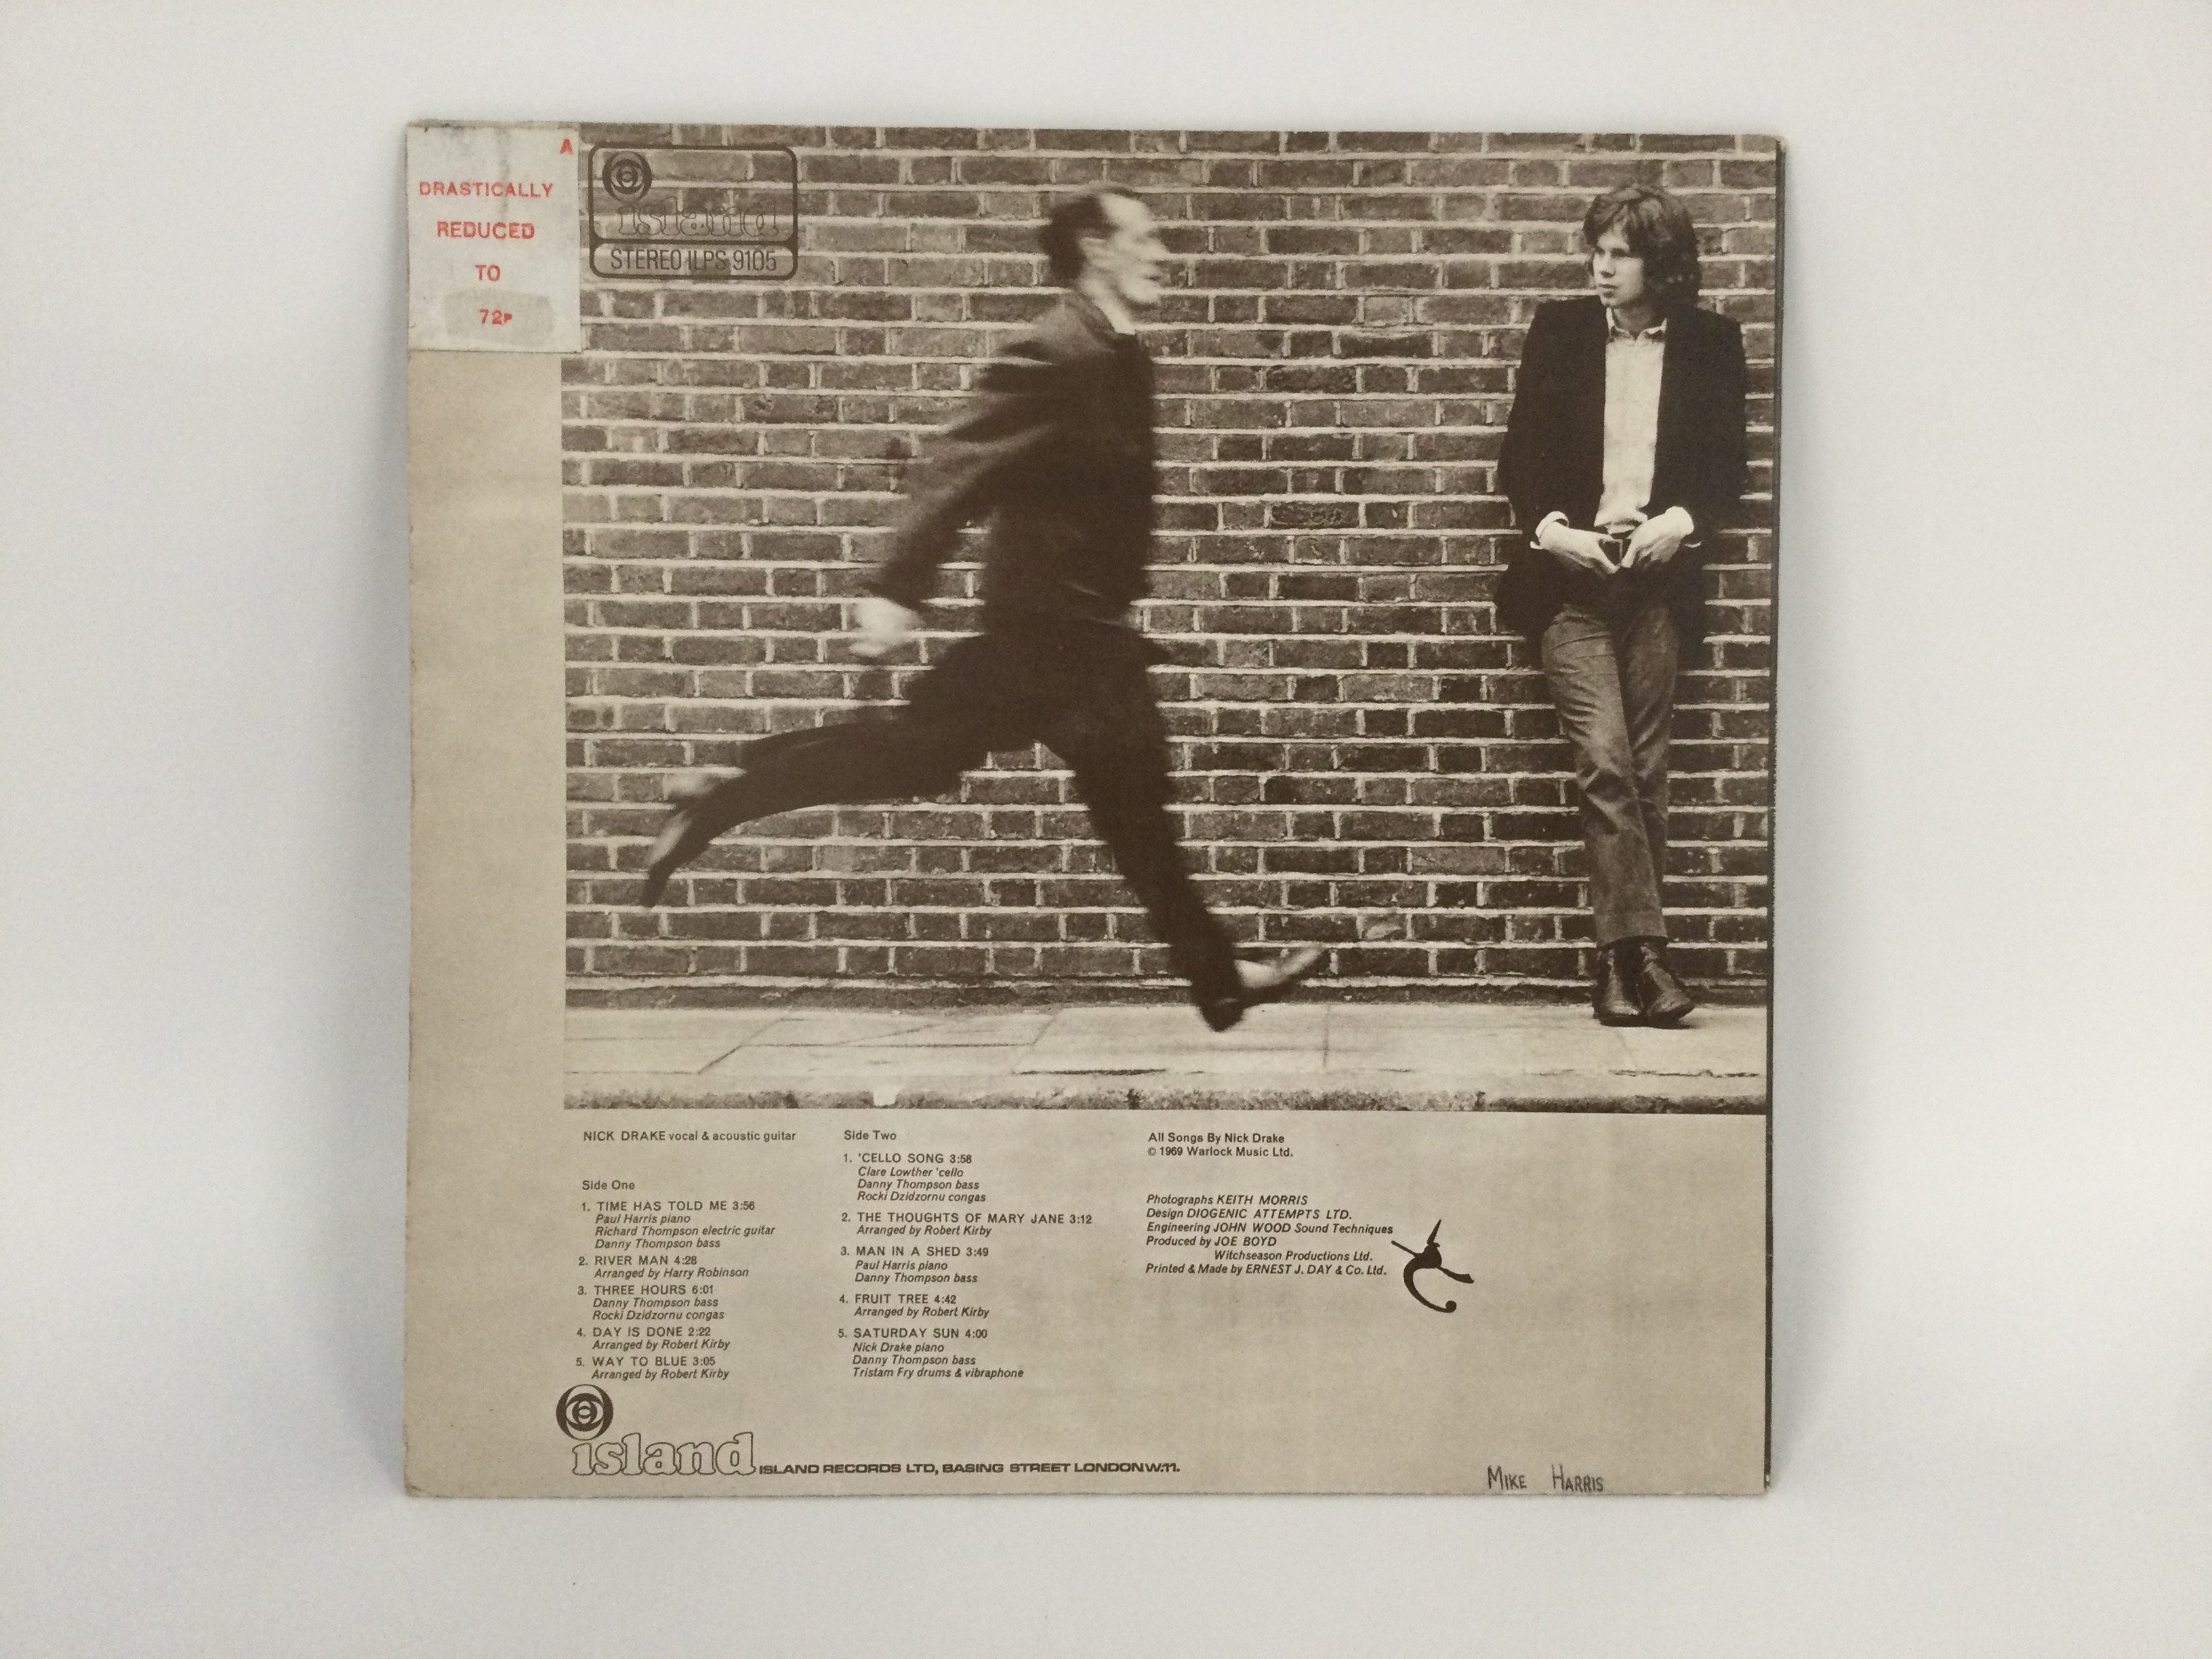 A
DRASTICALLY
REDUCED
TO
72P
island
STEREO ILPS 9105
NICK DRAKE vocal & acoustic guitar
Side One
1. TIME HAS TOLD ME 3:56
Paul Harris piano
Richard Thompson electric guitar
Danny Thompson bass
2. RIVER MAN 4:28
Arranged by Harry Robinson
3. THREE HOURS 6:01
Danny Thompson bass
Rocki Dzidzornu congas
4. DAY IS DONE 2:22
Arranged by Robert Kirby
5. WAY TO BLUE 3:05
Arranged by Robert Kirby
Side Two
1. 'CELLO SONG 3:58
Clare Lowther 'cello
Danny Thompson bass
Rocki Dzidzornu congas
2. THE THOUGHTS OF MARY JANE 3:12
Arranged by Robert Kirby
3. MAN IN A SHED 3:49
Paul Harris piano
Danny Thompson bass
4. FRUIT TREE 4:42
Arranged by Robert Kirby
5. SATURDAY SUN 4:00
Nick Drake piano
Danny Thompson bass
Tristam Fry drums & vibraphone
All Songs By Nick Drake
© 1969 Warlock Music Ltd.
Photographs KEITH MORRIS
Design DIOGENIC ATTEMPTS LTD.
Engineering JOHN WOOD Sound Techniques
Produced by JOE BOYD
Witchseason Productions Ltd.
Printed & Made by ERNEST J. DAY & Co. Ltd.
island ISLAND RECORDS LTD, BASING STREET LONDON W.11.
MIKE HARRIS